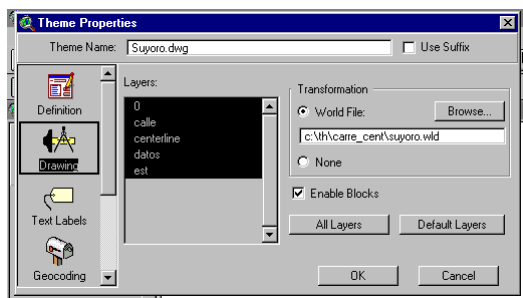 Theme Properties
Theme Name: Suyoro.dwg Use Suffix
Definition
Drawing
Text Labels
Geocoding
Layers:
0
calle
centerline
datos
est
Transformation
World File: Browse...
c:\th\carre_cent\suyoro.wld
None
Enable Blocks
All Layers Default Layers
OK Cancel